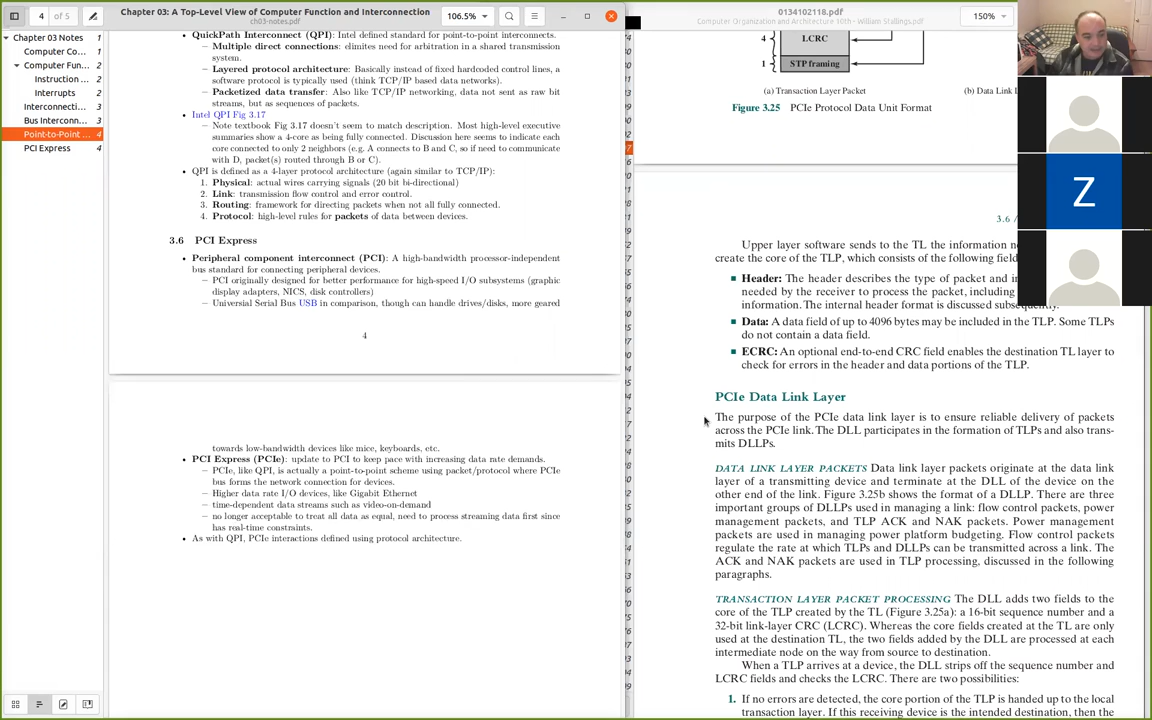 4 of 5
Chapter 03: A Top-Level View of Computer Function and Interconnection
ch03-notes.pdf
106.5%
0134102118.pdf
Computer Organization and Architecture 10th - William Stallings.pdf
150%
Chapter 03 Notes 1
Computer Co... 1
Computer Fun... 2
Instruction ... 2
Interrupts 2
Interconnecti... 3
Bus Interconn... 3
Point-to-Point ... 4
PCI Express 4
• QuickPath Interconnect (QPI): Intel defined standard for point-to-point interconnects.
– Multiple direct connections: elimites need for arbitration in a shared transmission
system.
– Layered protocol architecture: Basically instead of fixed hardcoded control lines, a
software protocol is typically used (think TCP/IP based data networks).
– Packetized data transfer: Also like TCP/IP networking, data not sent as raw bit
streams, but as sequences of packets.
• Intel QPI Fig 3.17
– Note textbook Fig 3.17 doesn't seem to match description. Most high-level executive
summaries show a 4-core as being fully connected. Discussion here seems to indicate each
core connected to only 2 neighbors (e.g. A connects to B and C, so if need to communicate
with D, packet(s) routed through B or C).
• QPI is defined as a 4-layer protocol architecture (again similar to TCP/IP):
1. Physical: actual wires carrying signals (20 bit bi-directional)
2. Link: transmission flow control and error control.
3. Routing: framework for directing packets when not all fully connected.
4. Protocol: high-level rules for packets of data between devices.
3.6 PCI Express
• Peripheral component interconnect (PCI): A high-bandwidth processor-independent
bus standard for connecting peripheral devices.
– PCI originally designed for better performance for high-speed I/O subsystems (graphic
display adapters, NICS, disk controllers)
– Universial Serial Bus USB in comparison, though can handle drives/disks, more geared
4
towards low-bandwidth devices like mice, keyboards, etc.
• PCI Express (PCIe): update to PCI to keep pace with increasing data rate demands.
– PCIe, like QPI, is actually a point-to-point scheme using packet/protocol where PCIe
bus forms the network connection for devices.
– Higher data rate I/O devices, like Gigabit Ethernet
– time-dependent data streams such as video-on-demand
– no longer acceptable to treat all data as equal, need to process streaming data first since
has real-time constraints.
• As with QPI, PCIe interactions defined using protocol architecture.
4 LCRC
1 STP framing
(a) Transaction Layer Packet (b) Data Link L
Figure 3.25 PCIe Protocol Data Unit Format
3.6 /
Upper layer software sends to the TL the information
create the core of the TLP, which consists of the following field
■ Header: The header describes the type of packet and
needed by the receiver to process the packet, including
information. The internal header format is discussed subsequently.
■ Data: A data field of up to 4096 bytes may be included in the TLP. Some TLPs
do not contain a data field.
■ ECRC: An optional end-to-end CRC field enables the destination TL layer to
check for errors in the header and data portions of the TLP.
PCIe Data Link Layer
The purpose of the PCIe data link layer is to ensure reliable delivery of packets
across the PCIe link. The DLL participates in the formation of TLPs and also trans-
mits DLLPs.
DATA LINK LAYER PACKETS Data link layer packets originate at the data link
layer of a transmitting device and terminate at the DLL of the device on the
other end of the link. Figure 3.25b shows the format of a DLLP. There are three
important groups of DLLPs used in managing a link: flow control packets, power
management packets, and TLP ACK and NAK packets. Power management
packets are used in managing power platform budgeting. Flow control packets
regulate the rate at which TLPs and DLLPs can be transmitted across a link. The
ACK and NAK packets are used in TLP processing, discussed in the following
paragraphs.
TRANSACTION LAYER PACKET PROCESSING The DLL adds two fields to the
core of the TLP created by the TL (Figure 3.25a): a 16-bit sequence number and a
32-bit link-layer CRC (LCRC). Whereas the core fields created at the TL are only
used at the destination TL, the two fields added by the DLL are processed at each
intermediate node on the way from source to destination.
When a TLP arrives at a device, the DLL strips off the sequence number and
LCRC fields and checks the LCRC. There are two possibilities:
1. If no errors are detected, the core portion of the TLP is handed up to the local
transaction layer. If this receiving device is the intended destination, then the
Z